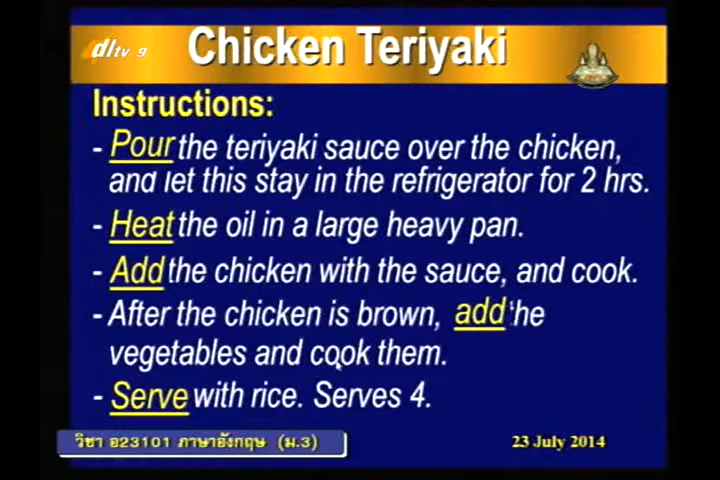 dltv 9
Chicken Teriyaki
Instructions:
- Pour the teriyaki sauce over the chicken,
and let this stay in the refrigerator for 2 hrs.
- Heat the oil in a large heavy pan.
- Add the chicken with the sauce, and cook.
- After the chicken is brown, add the
vegetables and cook them.
- Serve with rice. Serves 4.
วิชา อ23101 ภาษาอังกฤษ (ม.3)
23 July 2014